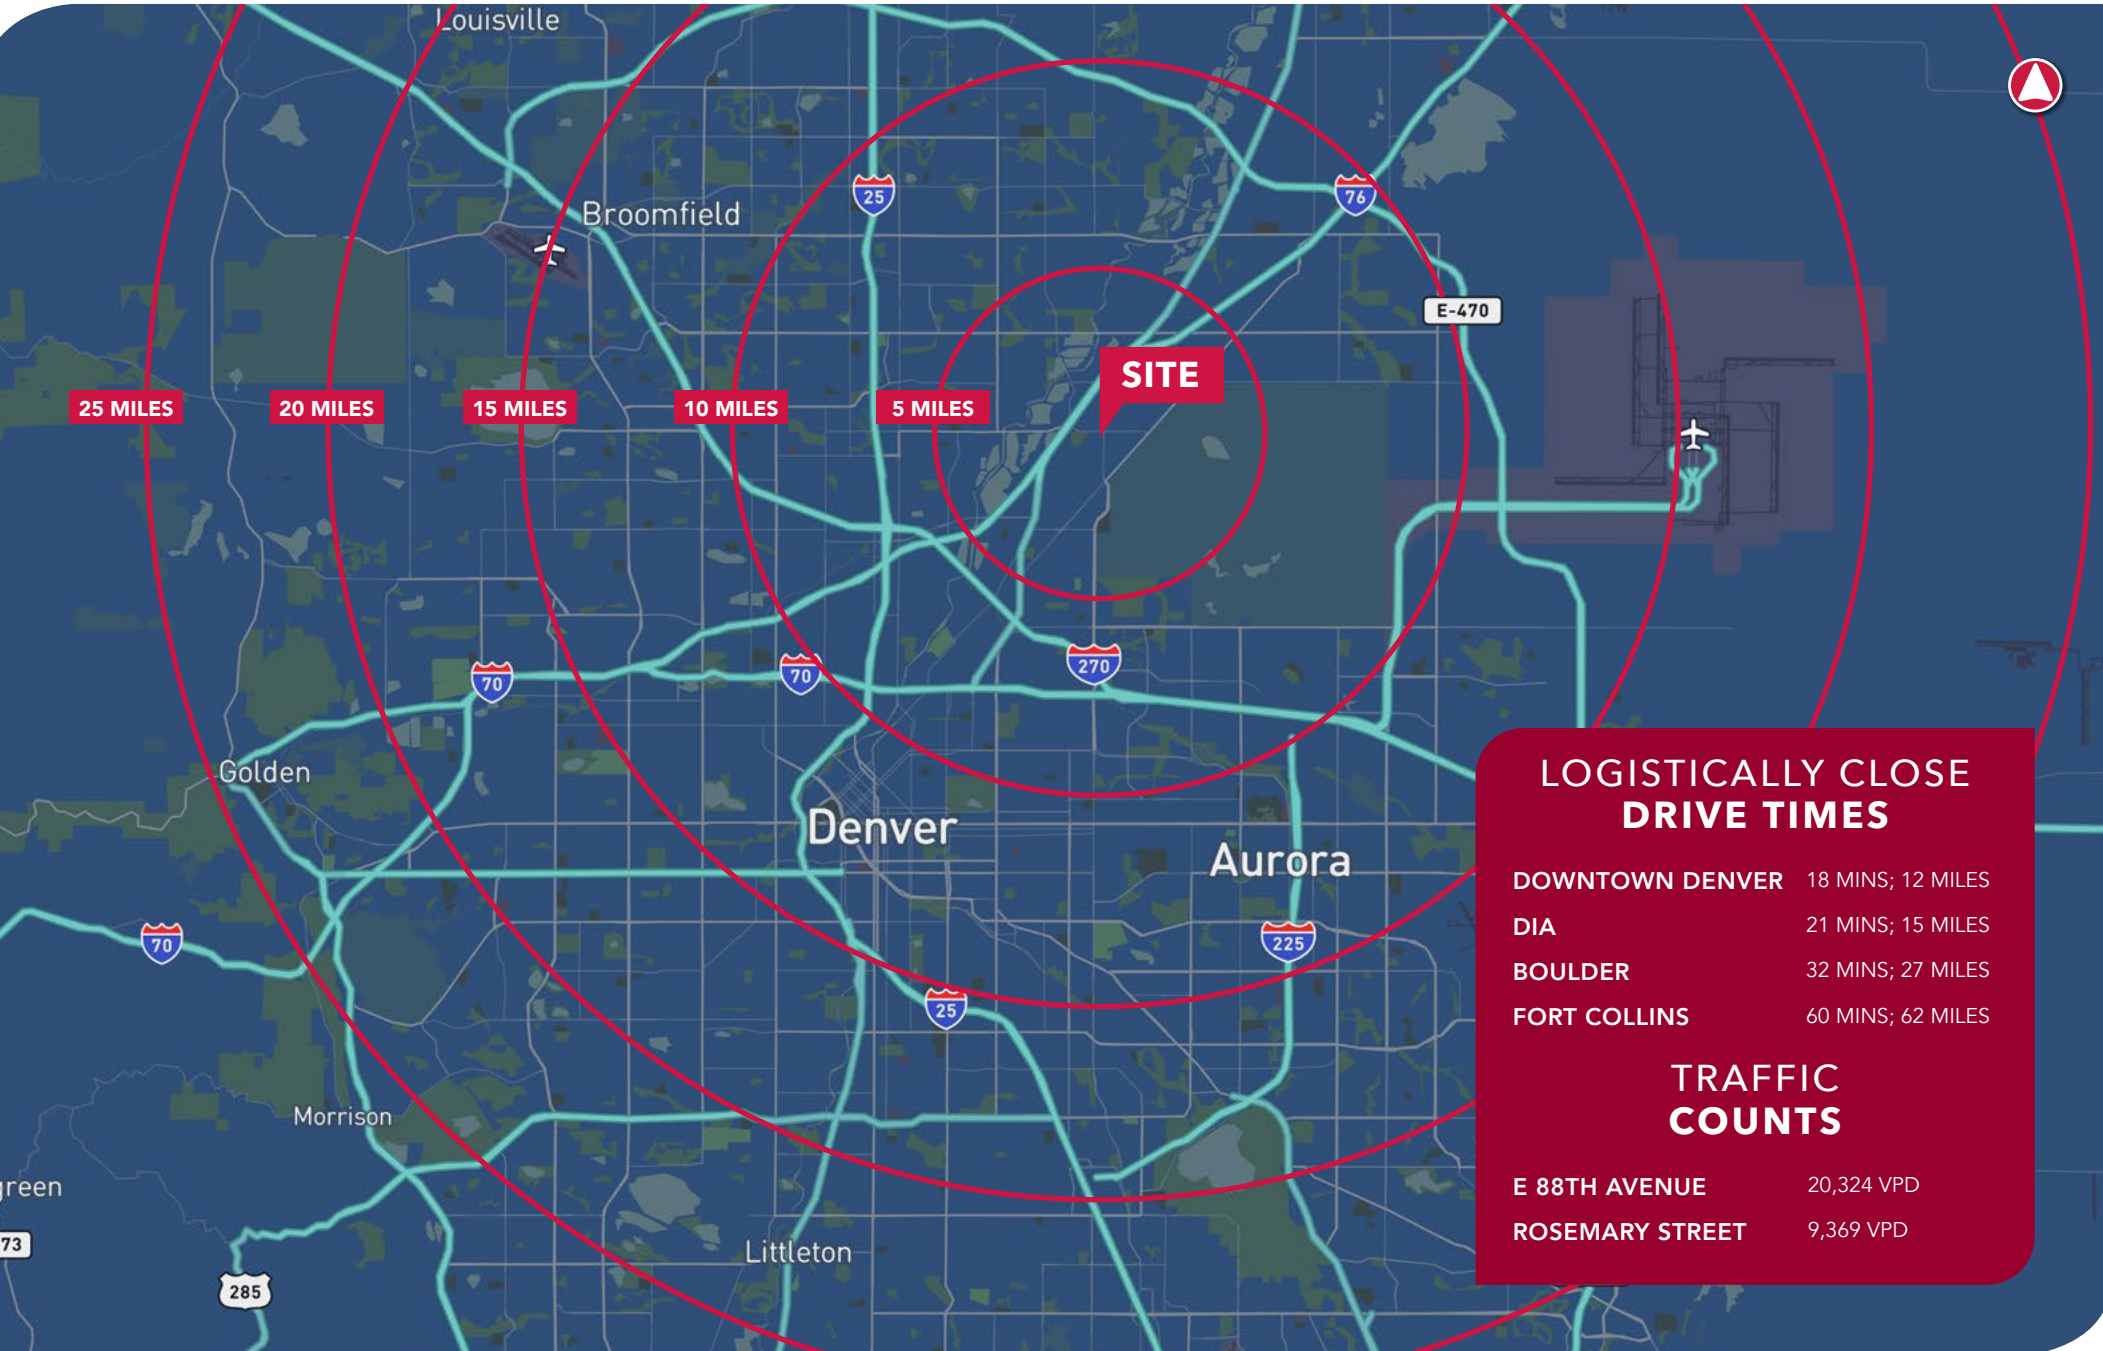 Louisville
25
76
Broomfield
E-470
SITE
25 MILES
20 MILES
15 MILES
10 MILES
5 MILES
70
70
270
Golden
Denver
Aurora
70
225
25
Morrison
green
73
285
Littleton
LOGISTICALLY CLOSE
DRIVE TIMES
DOWNTOWN DENVER 18 MINS; 12 MILES
DIA 21 MINS; 15 MILES
BOULDER 32 MINS; 27 MILES
FORT COLLINS 60 MINS; 62 MILES
TRAFFIC
COUNTS
E 88TH AVENUE 20,324 VPD
ROSEMARY STREET 9,369 VPD